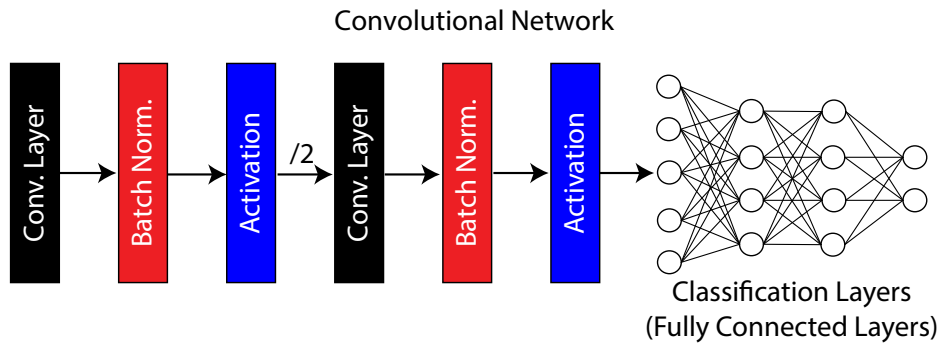 Convolutional Network
Conv. Layer
Batch Norm.
Activation
/2
Conv. Layer
Batch Norm.
Activation
Classification Layers
(Fully Connected Layers)